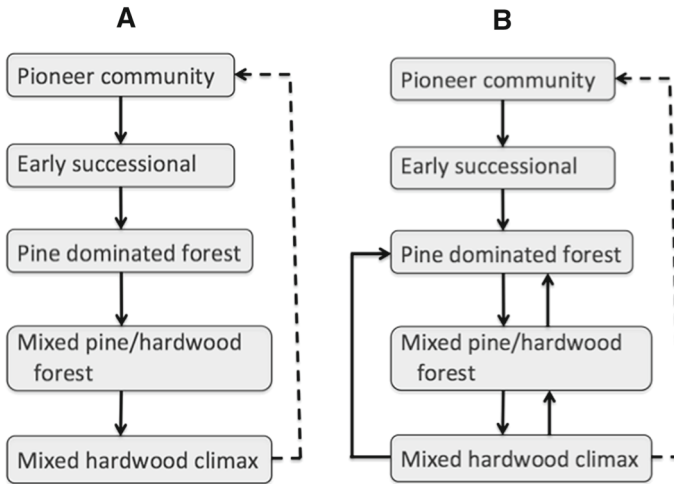 A
Pioneer community
Early successional
Pine dominated forest
Mixed pine/hardwood
forest
Mixed hardwood climax
B
Pioneer community
Early successional
Pine dominated forest
Mixed pine/hardwood
forest
Mixed hardwood climax